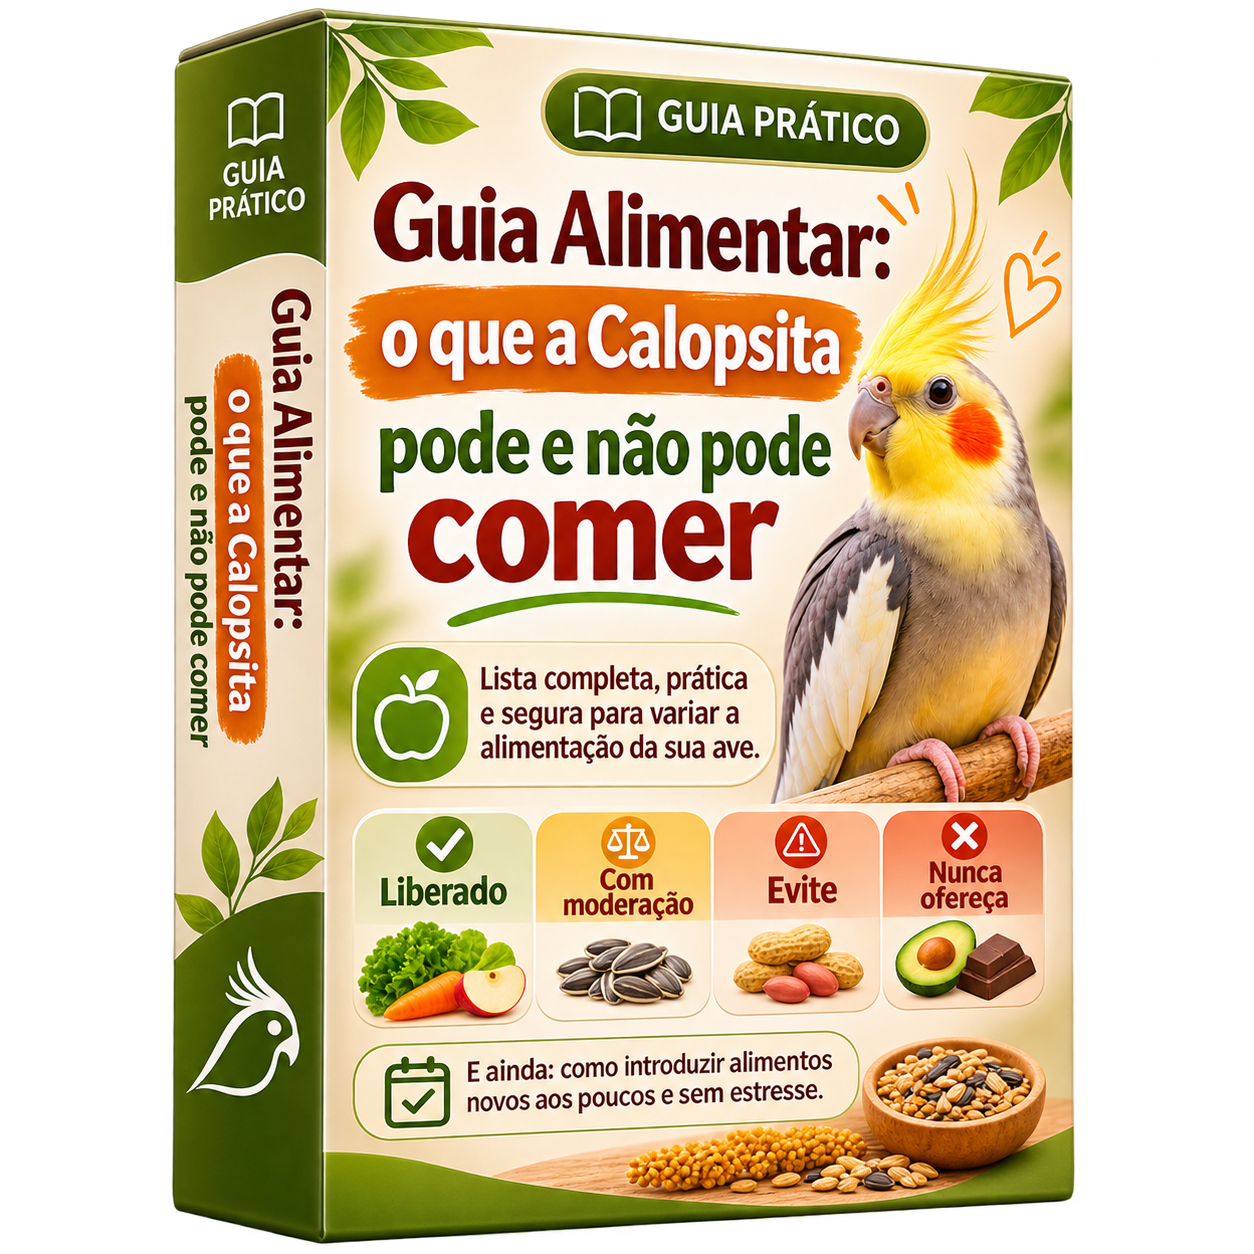 GUIA
PRÁTICO
Guia Alimentar:
o que a Calopsita
pode e não pode comer
GUIA PRÁTICO
Guia Alimentar:
o que a Calopsita
pode e não pode
comer
Lista completa, prática
e segura para variar a
alimentação da sua ave.
Liberado
Com
moderação
Evite
Nunca
ofereça
E ainda: como introduzir alimentos
novos aos poucos e sem estresse.